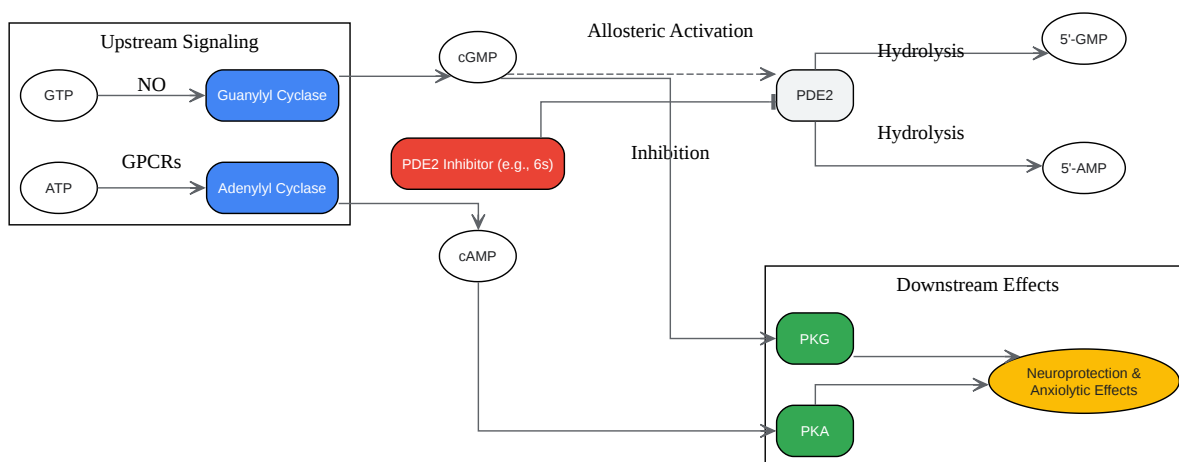 Upstream Signaling
GTP
NO
Guanylyl Cyclase
ATP
GPCRs
Adenylyl Cyclase
cGMP
Allosteric Activation
PDE2 Inhibitor (e.g., 6s)
Inhibition
cAMP
PDE2
Hydrolysis
5'-GMP
Hydrolysis
5'-AMP
Downstream Effects
PKG
PKA
Neuroprotection &
Anxiolytic Effects